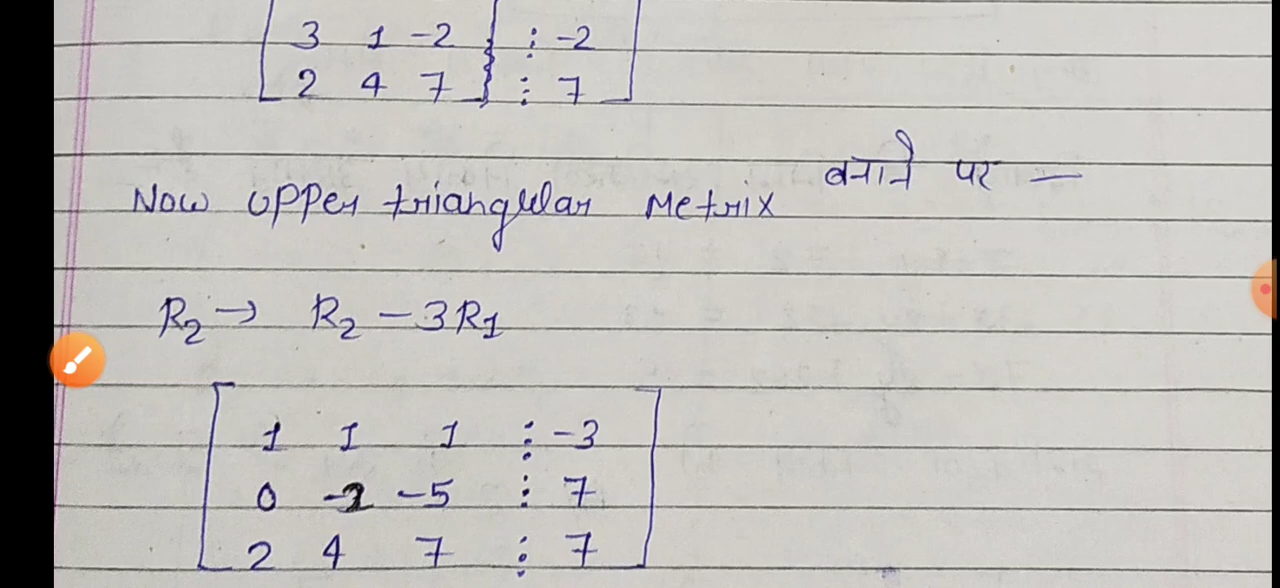 3 1 -2 : -2
2 4 7 : 7
Now upper triangular Metrix बनाने पर —
R₂ → R₂ - 3R₁
1 1 1 : -3
0 -2 -5 : 7
2 4 7 : 7